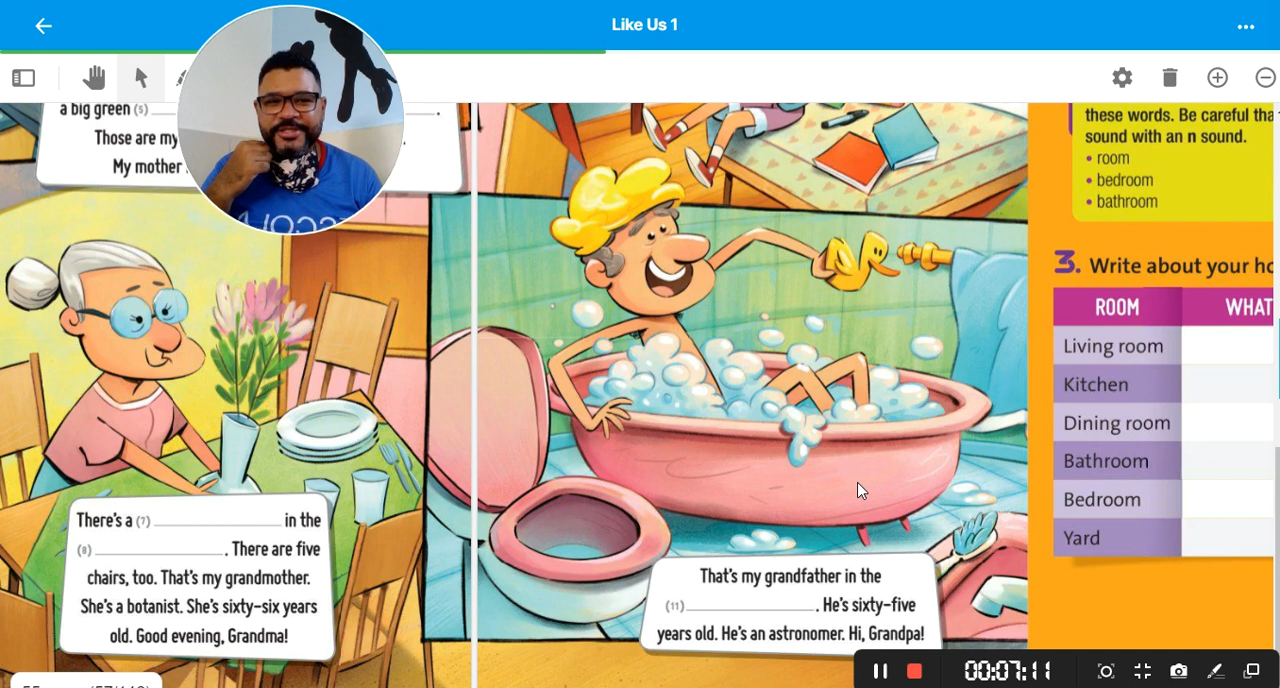 Like Us 1
a big green (5) ______ .
Those are my
My mother
There's a (7) ______ in the
(8) ______. There are five
chairs, too. That's my grandmother.
She's a botanist. She's sixty-six years
old. Good evening, Grandma!
That's my grandfather in the
(11) ______. He's sixty-five
years old. He's an astronomer. Hi, Grandpa!
these words. Be careful tha
sound with an n sound.
• room
• bedroom
• bathroom
3. Write about your ho
ROOM WHAT
Living room
Kitchen
Dining room
Bathroom
Bedroom
Yard
00:07:11